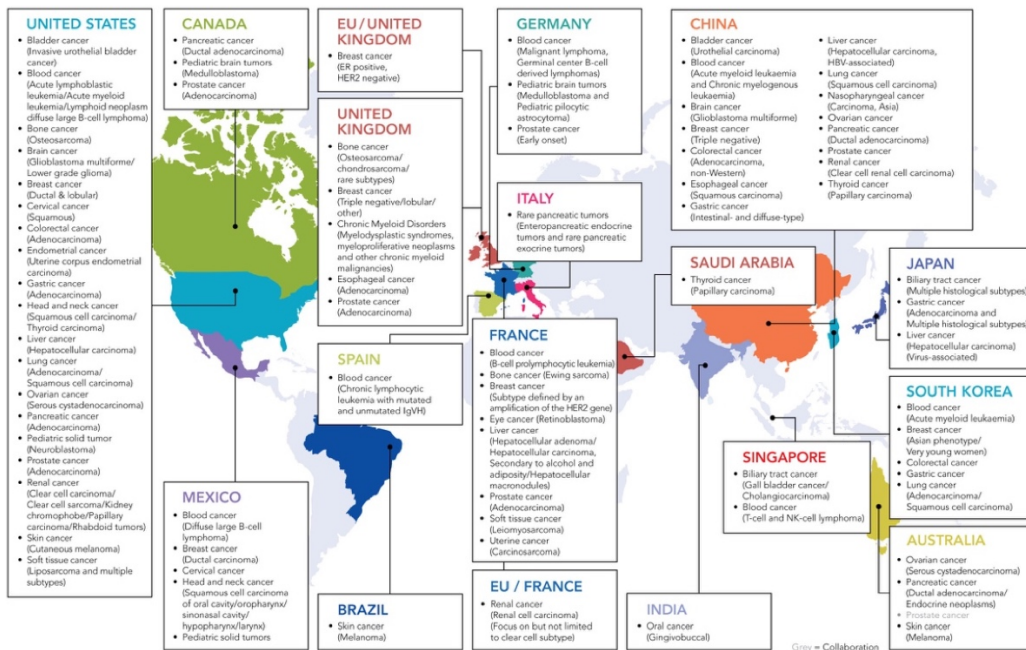 UNITED STATES
• Bladder cancer
(Invasive urothelial bladder
cancer)
• Blood cancer
(Acute lymphoblastic
leukemia/Acute myeloid
leukemia/Lymphoid neoplasm
diffuse large B-cell lymphoma)
• Bone cancer
(Osteosarcoma)
• Brain cancer
(Glioblastoma multiforme/
Lower grade glioma)
• Breast cancer
(Ductal & lobular)
• Cervical cancer
(Squamous)
• Colorectal cancer
(Adenocarcinoma)
• Endometrial cancer
(Uterine corpus endometrial
carcinoma)
• Gastric cancer
(Adenocarcinoma)
• Head and neck cancer
(Squamous cell carcinoma/
Thyroid carcinoma)
• Liver cancer
(Hepatocellular carcinoma)
• Lung cancer
(Adenocarcinoma/
Squamous cell carcinoma)
• Ovarian cancer
(Serous cystadenocarcinoma)
• Pancreatic cancer
(Adenocarcinoma)
• Pediatric solid tumor
(Neuroblastoma)
• Prostate cancer
(Adenocarcinoma)
• Renal cancer
(Clear cell carcinoma/
Clear cell sarcoma/Kidney
chromophobe/Papillary
carcinoma/Rhabdoid tumors)
• Skin cancer
(Cutaneous melanoma)
• Soft tissue cancer
(Liposarcoma and multiple
subtypes)
CANADA
• Pancreatic cancer
(Ductal adenocarcinoma)
• Pediatric brain tumors
(Medulloblastoma)
• Prostate cancer
(Adenocarcinoma)
EU / UNITED
KINGDOM
• Breast cancer
(ER positive,
HER2 negative)
UNITED
KINGDOM
• Bone cancer
(Osteosarcoma/
chondrosarcoma/
rare subtypes)
• Breast cancer
(Triple negative/lobular/
other)
• Chronic Myeloid Disorders
(Myelodysplastic syndromes,
myeloproliferative neoplasms
and other chronic myeloid
malignancies)
• Esophageal cancer
(Adenocarcinoma)
• Prostate cancer
(Adenocarcinoma)
GERMANY
• Blood cancer
(Malignant lymphoma,
Germinal center B-cell
derived lymphomas)
• Pediatric brain tumors
(Medulloblastoma and
Pediatric pilocytic
astrocytoma)
• Prostate cancer
(Early onset)
ITALY
• Rare pancreatic tumors
(Enteropancreatic endocrine
tumors and rare pancreatic
exocrine tumors)
CHINA
• Bladder cancer
(Urothelial carcinoma)
• Blood cancer
(Acute myeloid leukaemia
and Chronic myelogenous
leukaemia)
• Brain cancer
(Glioblastoma multiforme)
• Breast cancer
(Triple negative)
• Colorectal cancer
(Adenocarcinoma,
non-Western)
• Esophageal cancer
(Squamous carcinoma)
• Gastric cancer
(Intestinal- and diffuse-type)
• Liver cancer
(Hepatocellular carcinoma,
HBV-associated)
• Lung cancer
(Squamous cell carcinoma)
• Nasopharyngeal cancer
(Carcinoma, Asia)
• Ovarian cancer
• Pancreatic cancer
(Ductal adenocarcinoma)
• Prostate cancer
• Renal cancer
(Clear cell renal cell carcinoma)
• Thyroid cancer
(Papillary carcinoma)
SAUDI ARABIA
• Thyroid cancer
(Papillary carcinoma)
JAPAN
• Biliary tract cancer
(Multiple histological subtypes)
• Gastric cancer
(Adenocarcinoma and
Multiple histological subtypes)
• Liver cancer
(Hepatocellular carcinoma)
(Virus-associated)
SPAIN
• Blood cancer
(Chronic lymphocytic
leukemia with mutated
and unmutated IgVH)
FRANCE
• Blood cancer
(B-cell prolymphocytic leukemia)
• Bone cancer (Ewing sarcoma)
• Breast cancer
(Subtype defined by an
amplification of the HER2 gene)
• Eye cancer (Retinoblastoma)
• Liver cancer
(Hepatocellular adenoma/
Hepatocellular carcinoma,
Secondary to alcohol and
adiposity/Hepatocellular
macronodules)
• Prostate cancer
(Adenocarcinoma)
• Soft tissue cancer
(Leiomyosarcoma)
• Uterine cancer
(Carcinosarcoma)
SOUTH KOREA
• Blood cancer
(Acute myeloid leukaemia)
• Breast cancer
(Asian phenotype/
Very young women)
• Colorectal cancer
• Gastric cancer
• Lung cancer
(Adenocarcinoma/
Squamous cell carcinoma)
SINGAPORE
• Biliary tract cancer
(Gall bladder cancer/
Cholangiocarcinoma)
• Blood cancer
(T-cell and NK-cell lymphoma)
MEXICO
• Blood cancer
(Diffuse large B-cell
lymphoma)
• Breast cancer
(Ductal carcinoma)
• Cervical cancer
• Head and neck cancer
(Squamous cell carcinoma
of oral cavity/oropharynx/
sinonasal cavity/
hypopharynx/larynx)
• Pediatric solid tumors
BRAZIL
• Skin cancer
(Melanoma)
EU / FRANCE
• Renal cancer
(Renal cell carcinoma)
(Focus on but not limited
to clear cell subtype)
INDIA
• Oral cancer
(Gingivobuccal)
AUSTRALIA
• Ovarian cancer
(Serous cystadenocarcinoma)
• Pancreatic cancer
(Ductal adenocarcinoma/
Endocrine neoplasms)
• Prostate cancer
• Skin cancer
(Melanoma)
Grey = Collaboration